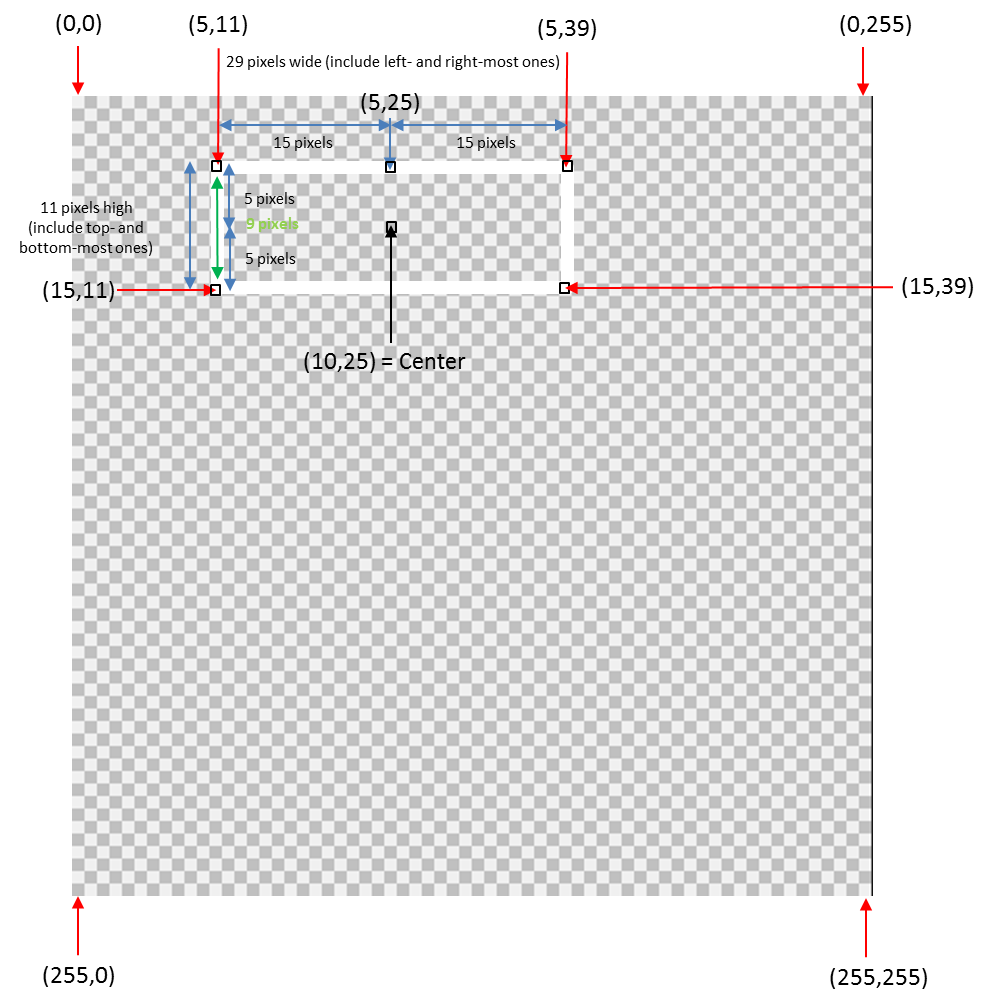 (0,0)
(5,11)
(5,39)
(0,255)
29 pixels wide (include left- and right-most ones)
(5,25)
15 pixels
15 pixels
11 pixels high
(include top- and
bottom-most ones)
5 pixels
9 pixels
5 pixels
(15,11)
(15,39)
(10,25) = Center
(255,0)
(255,255)